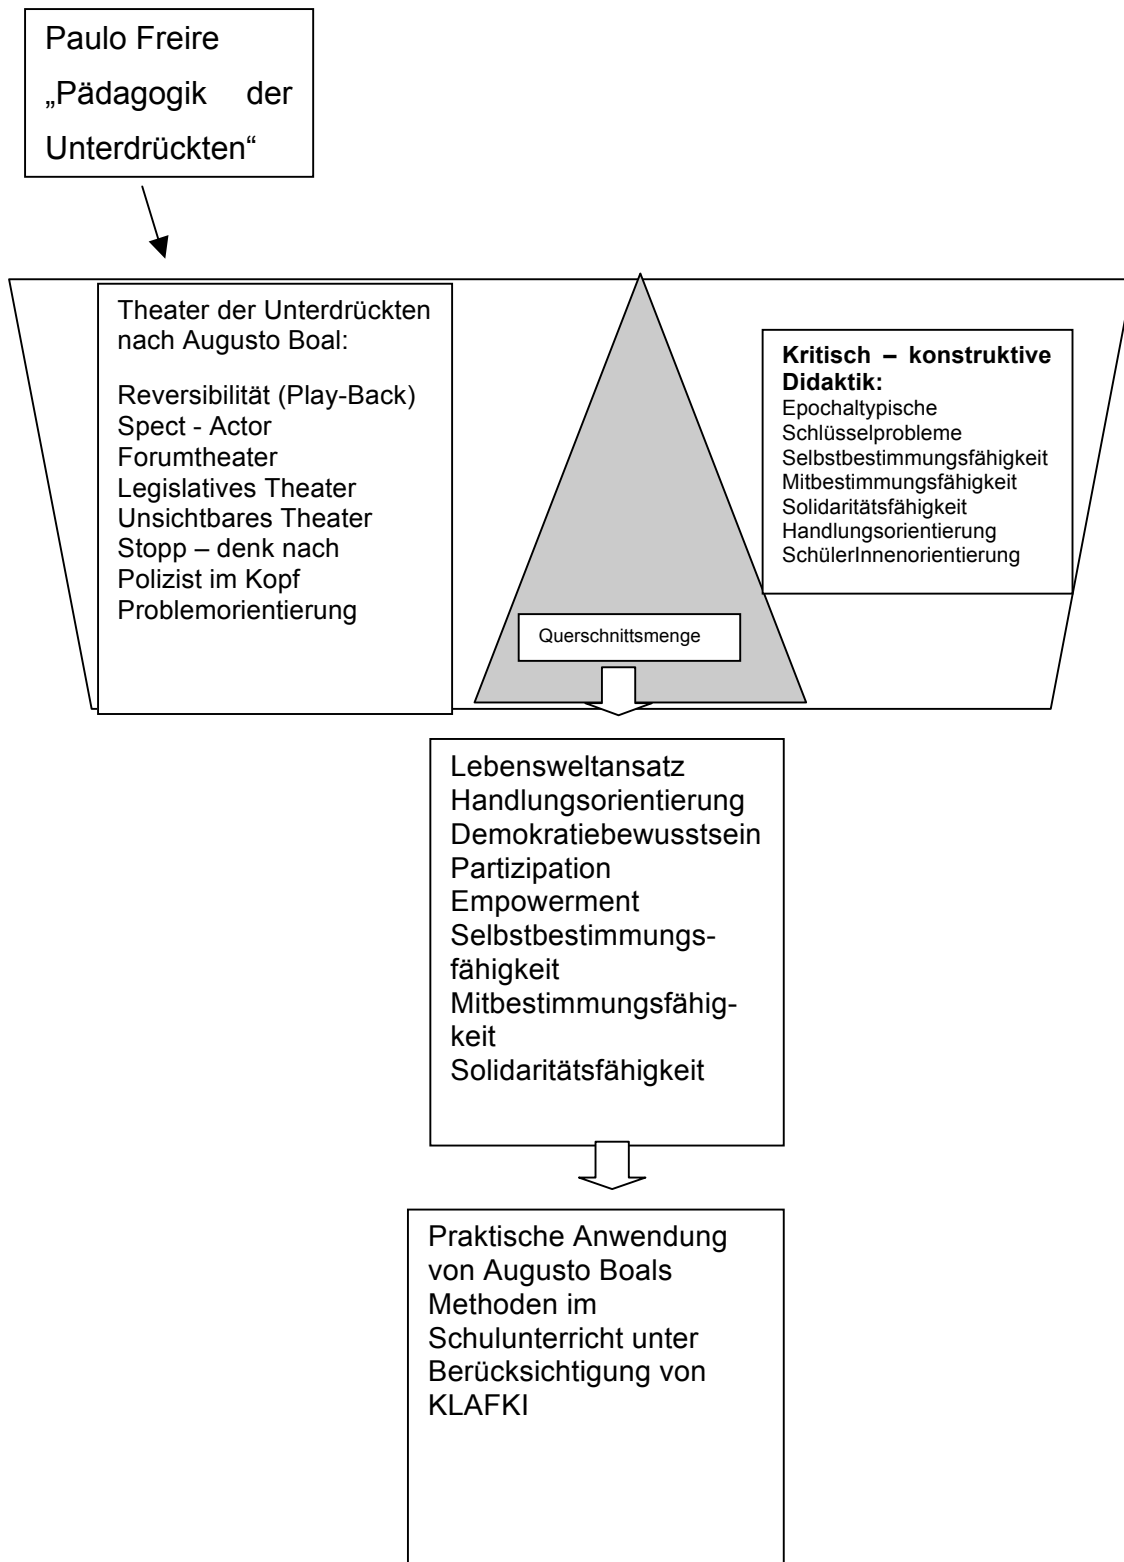 Paulo Freire
„Pädagogik der
Unterdrückten“
Theater der Unterdrückten
nach Augusto Boal:
Reversibilität (Play-Back)
Spect - Actor
Forumtheater
Legislatives Theater
Unsichtbares Theater
Stopp – denk nach
Polizist im Kopf
Problemorientierung
Kritisch – konstruktive
Didaktik:
Epochaltypische
Schlüsselprobleme
Selbstbestimmungsfähigkeit
Mitbestimmungsfähigkeit
Solidaritätsfähigkeit
Handlungsorientierung
SchülerInnenorientierung
Querschnittsmenge
Lebensweltansatz
Handlungsorientierung
Demokratiebewusstsein
Partizipation
Empowerment
Selbstbestimmungs-
fähigkeit
Mitbestimmungsfähig-
keit
Solidaritätsfähigkeit
Praktische Anwendung
von Augusto Boals
Methoden im
Schulunterricht unter
Berücksichtigung von
KLAFKI